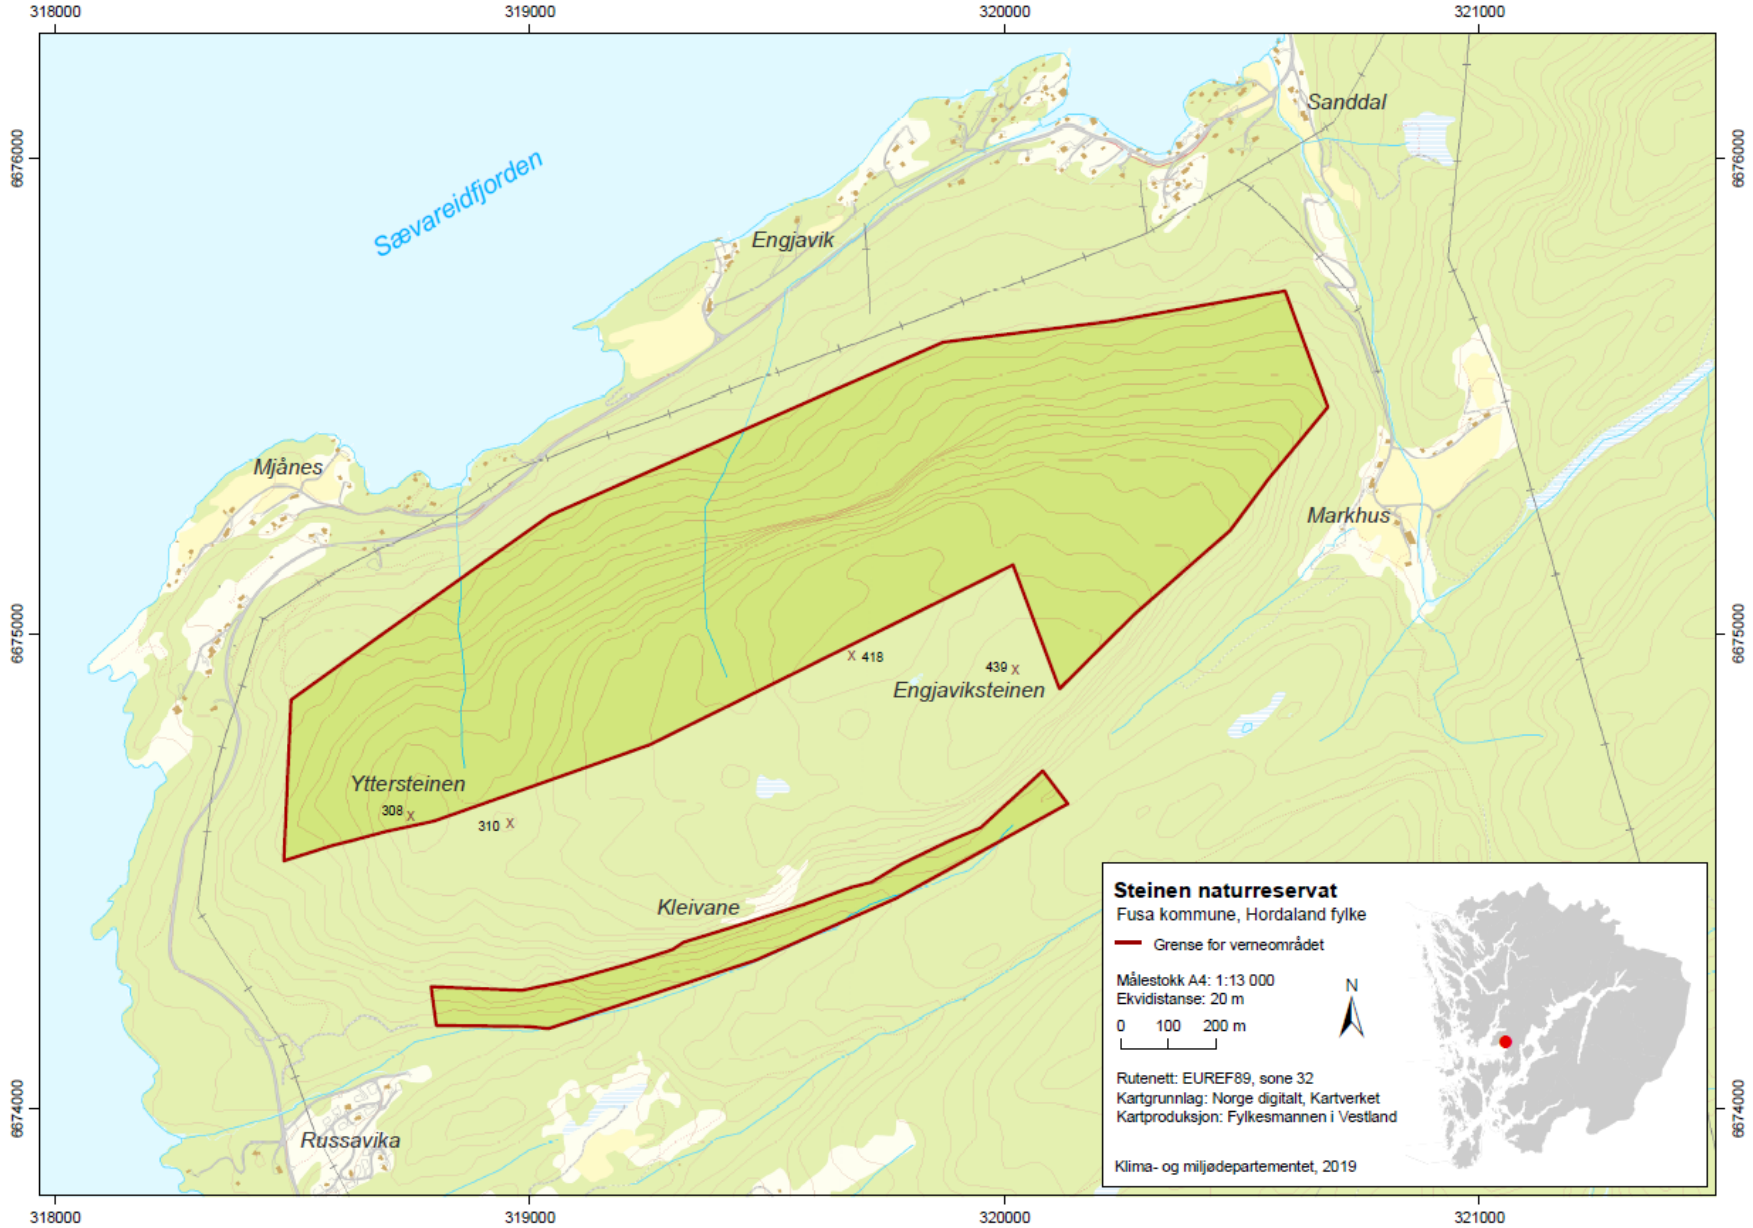 318000
319000
320000
321000
Sanddal
6676000
6676000
Sævareidfjorden
Engjavik
Mjånes
Markhus
6675000
6675000
418
439
Engjaviksteinen
Yttersteinen
308
310
Kleivane
Steinen naturreservat
Fusa kommune, Hordaland fylke
Grense for verneområdet
Målestokk A4: 1:13 000
Ekvidistanse: 20 m
N
0 100 200 m
Rutenett: EUREF89, sone 32
Kartgrunnlag: Norge digitalt, Kartverket
Kartproduksjon: Fylkesmannen i Vestland
Klima- og miljødepartementet, 2019
6674000
6674000
Russavika
318000
319000
320000
321000